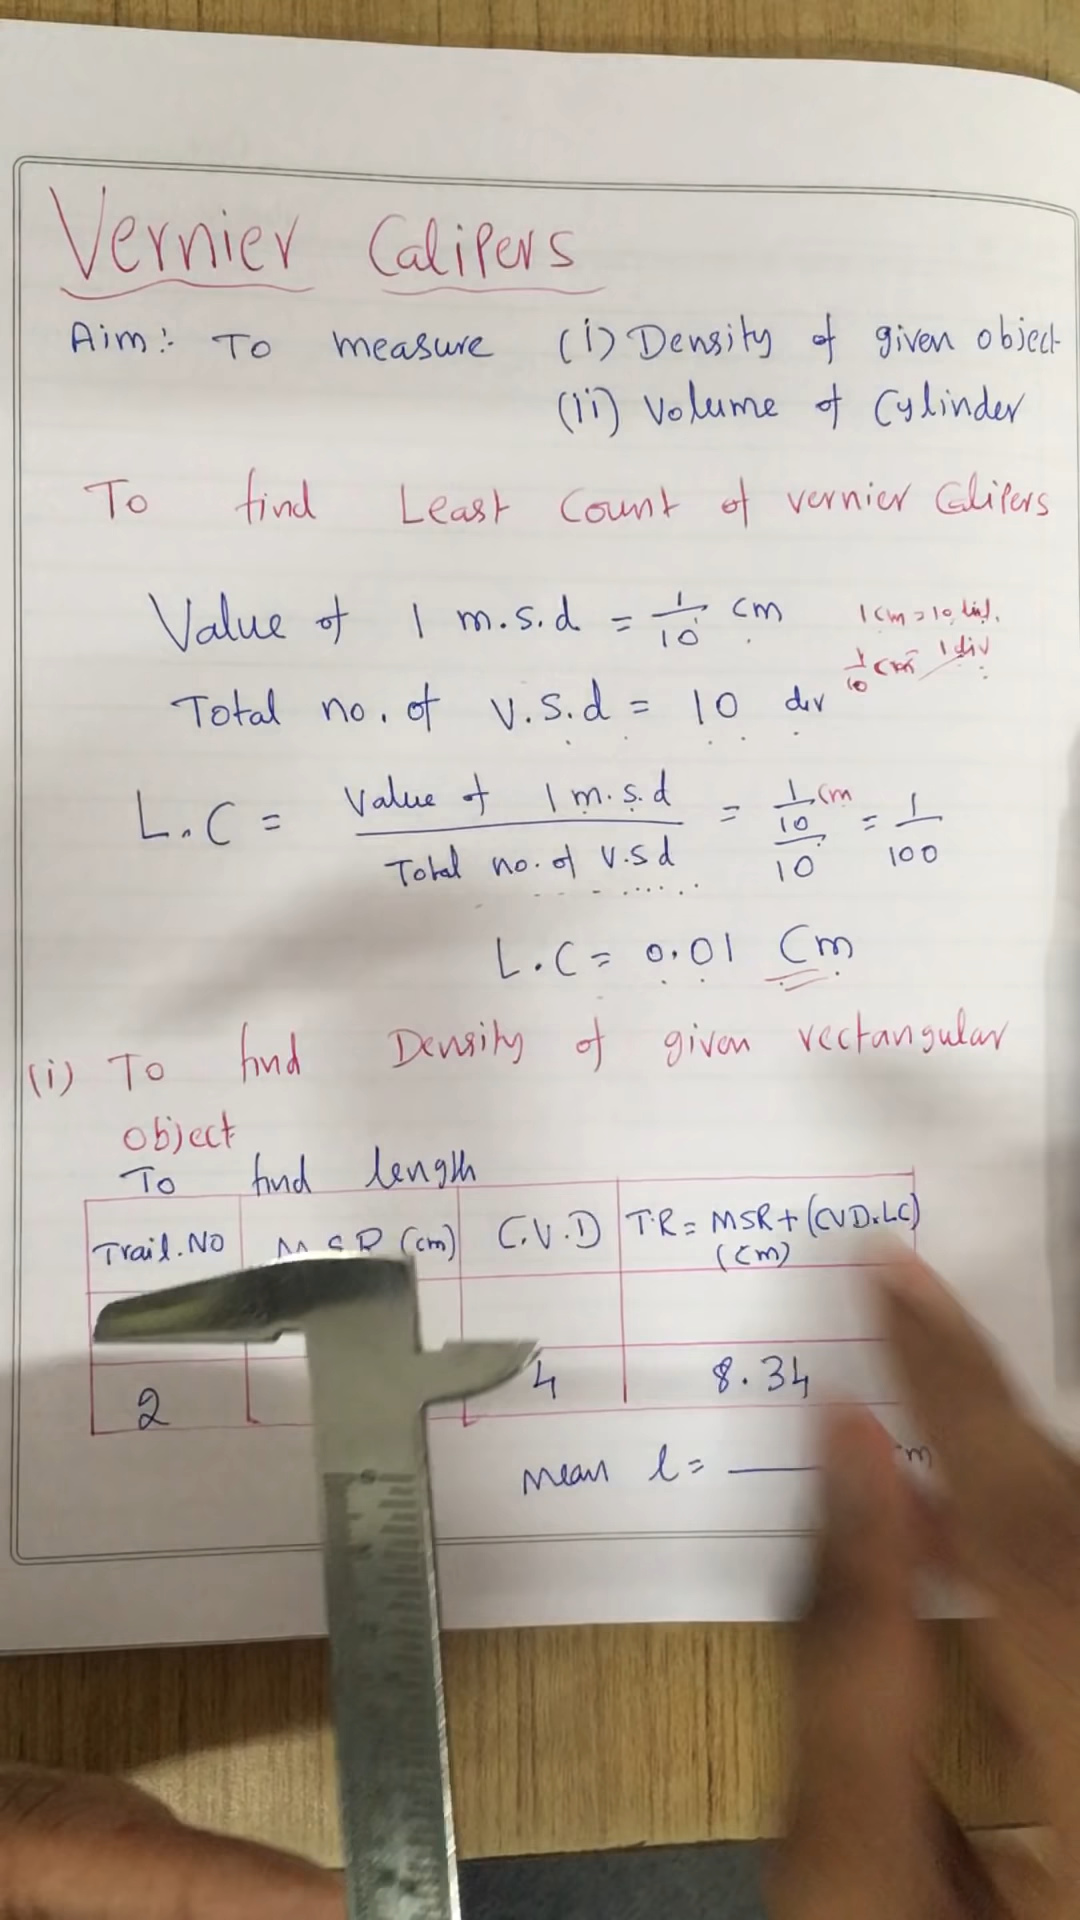 Vernier Calipers
Aim:- To measure (i) Density of given object
(ii) Volume of Cylinder
To find Least Count of vernier Calipers
Value of 1 m.s.d = 1/10 cm
1 cm = 10 div.
1/10 cm = 1 div
Total no. of V.S.d = 10 div
L.C = Value of 1 m.s.d / Total no. of V.S.d = 1/10 cm / 10 = 1/100
L.C = 0.01 Cm
(i) To find Density of given rectangular
object
To find length
Trail.No M.S.R (cm) C.V.D T.R = MSR + (CVD×LC)
(cm)
2 4 8.34
mean l =